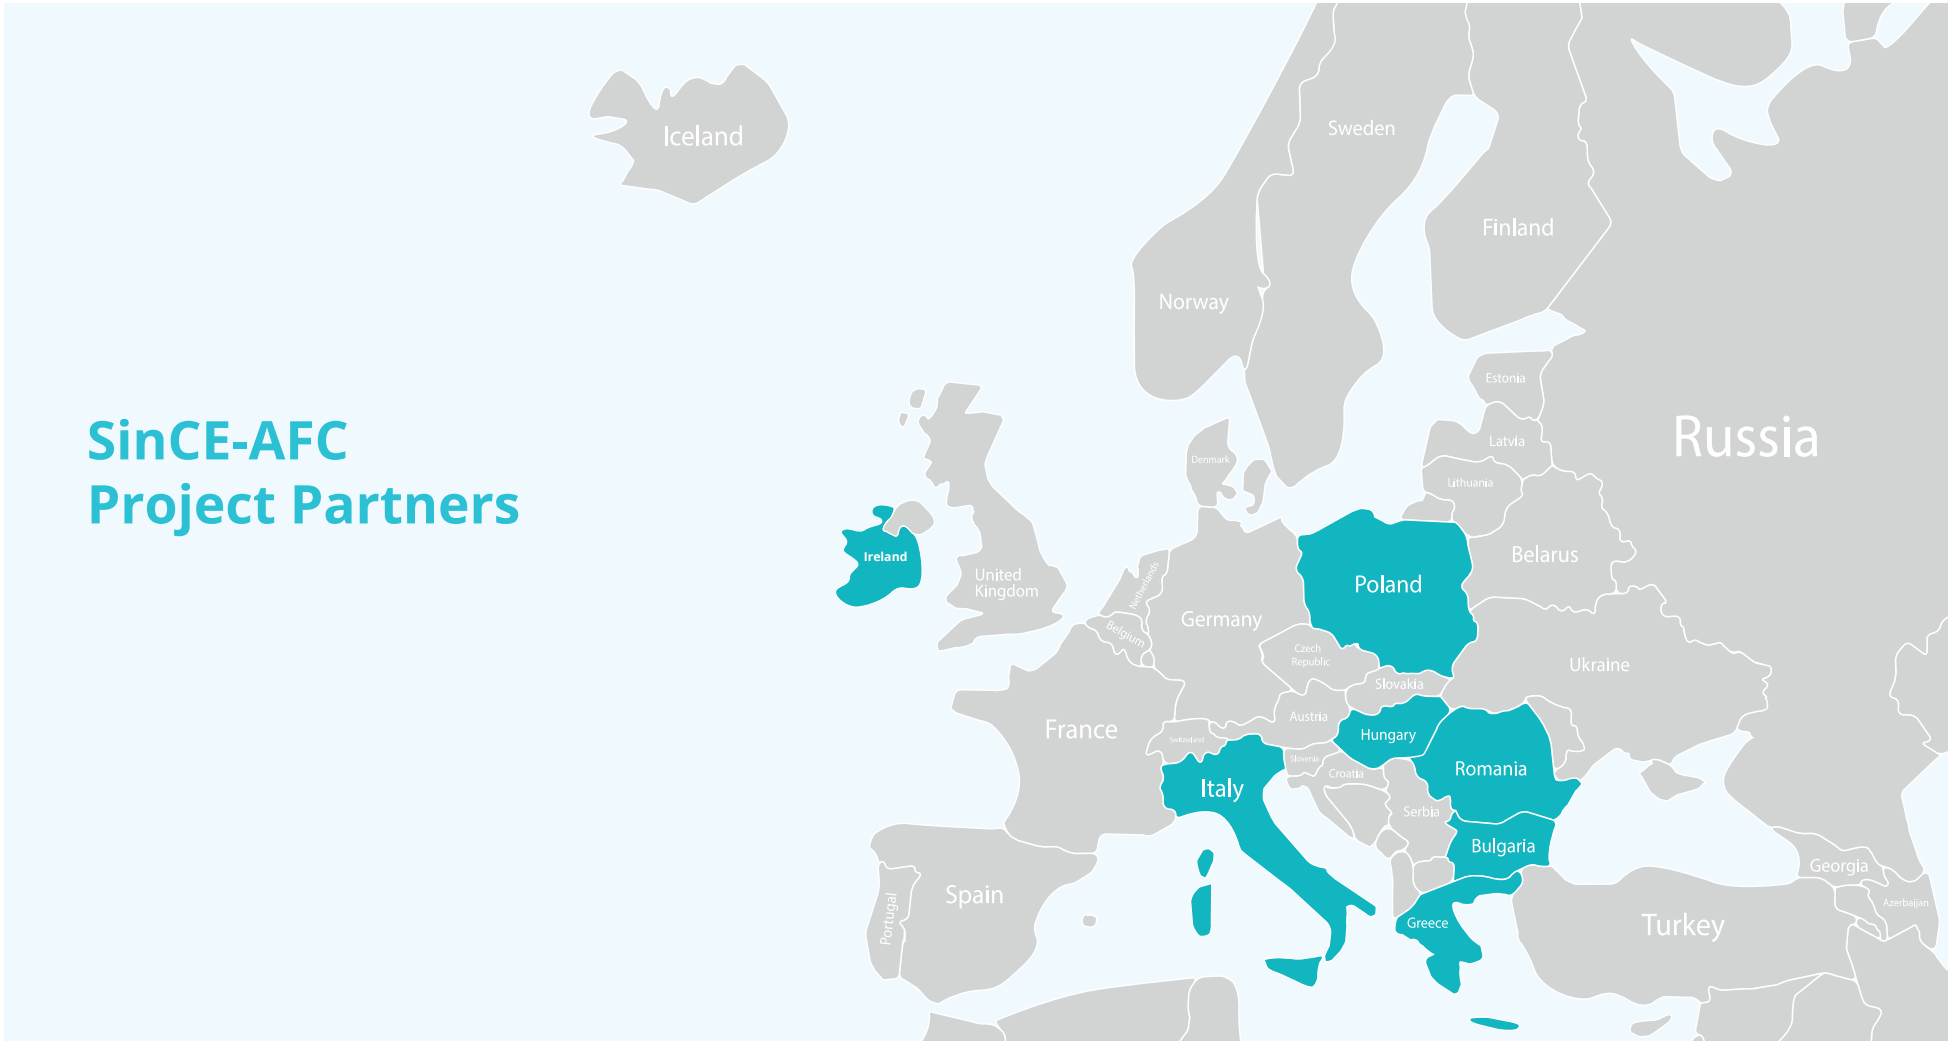 SinCE-AFC
Project Partners
Iceland
Sweden
Finland
Norway
Estonia
Russia
Latvia
Denmark
Lithuania
Ireland
Belarus
United
Kingdom
Netherlands
Poland
Germany
Belgium
Czech
Republic
Ukraine
Slovakia
Austria
France
Switzerland
Hungary
Slovenia
Romania
Croatia
Italy
Serbia
Bulgaria
Georgia
Spain
Portugal
Greece
Turkey
Azerbaijan